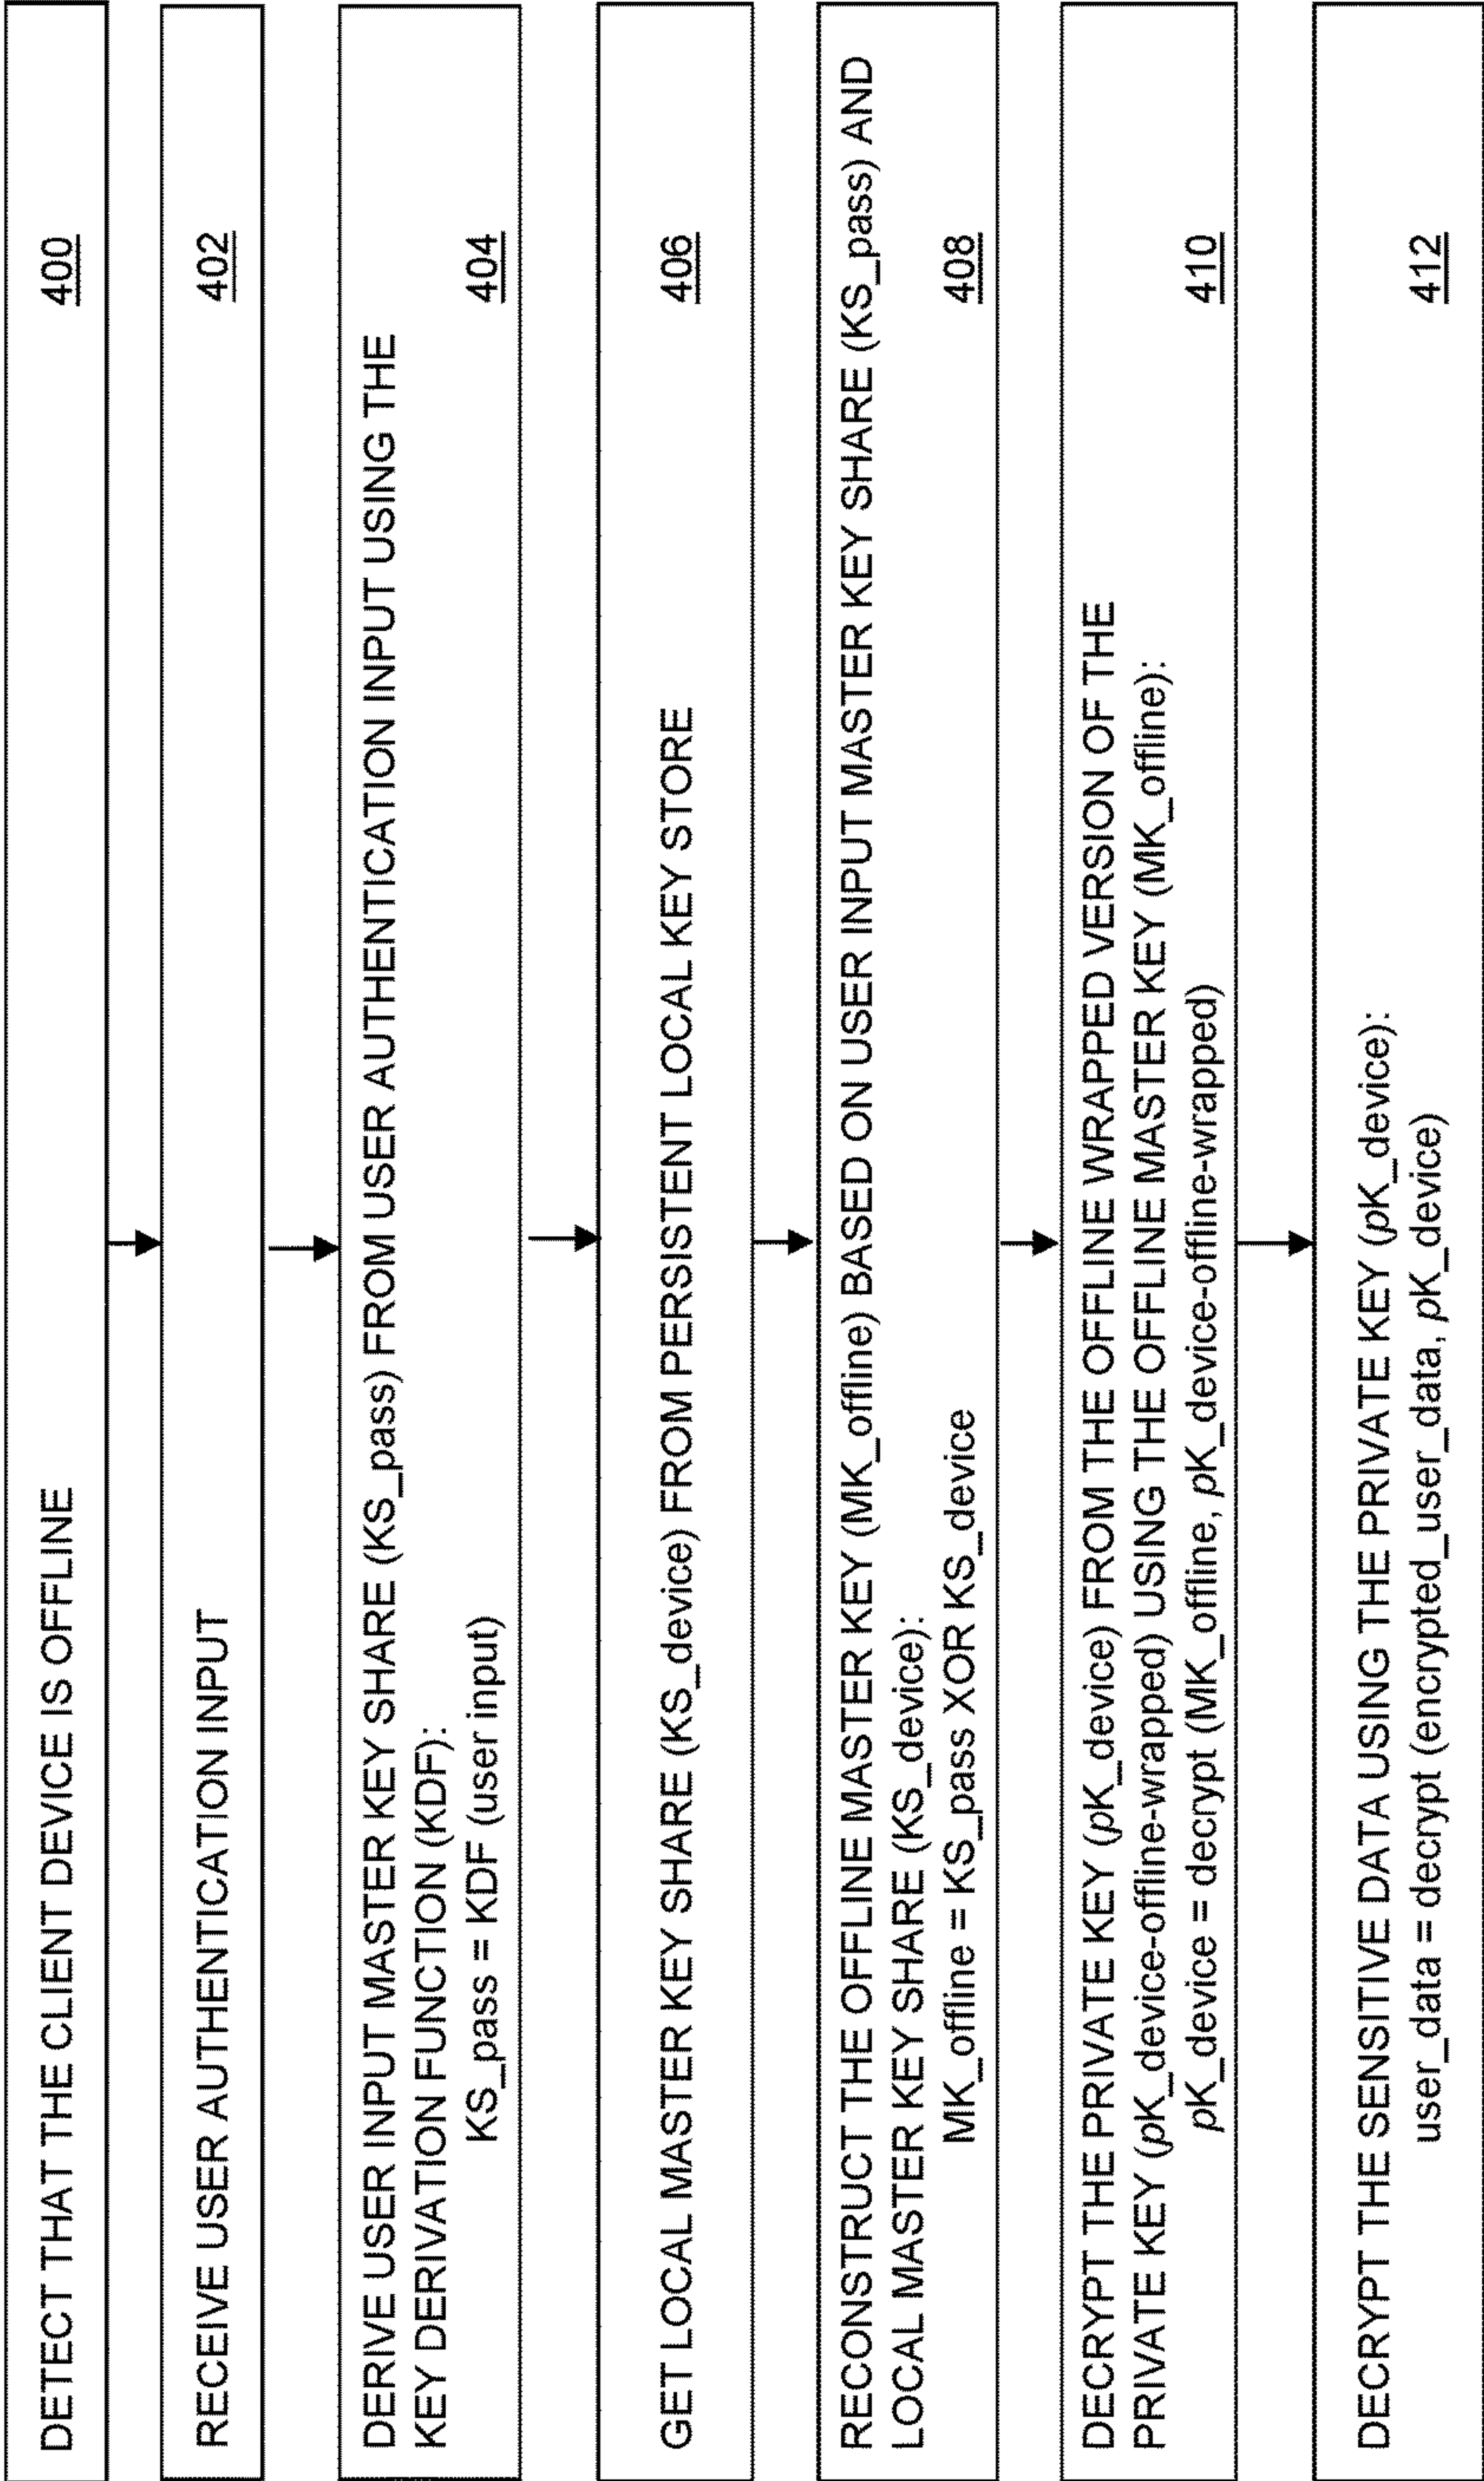 DETECT THAT THE CLIENT DEVICE IS OFFLINE
400
RECEIVE USER AUTHENTICATION INPUT
402
DERIVE USER INPUT MASTER KEY SHARE (KS_pass) FROM USER AUTHENTICATION INPUT USING THE
KEY DERIVATION FUNCTION (KDF):
KS_pass = KDF (user input)
404
GET LOCAL MASTER KEY SHARE (KS_device) FROM PERSISTENT LOCAL KEY STORE
406
RECONSTRUCT THE OFFLINE MASTER KEY (MK_offline) BASED ON USER INPUT MASTER KEY SHARE (KS_pass) AND
LOCAL MASTER KEY SHARE (KS_device):
MK_offline = KS_pass XOR KS_device
408
DECRYPT THE PRIVATE KEY (pK_device) FROM THE OFFLINE WRAPPED VERSION OF THE
PRIVATE KEY (pK_device-offline-wrapped) USING THE OFFLINE MASTER KEY (MK_offline):
pK_device = decrypt (MK_offline, pK_device-offline-wrapped)
410
DECRYPT THE SENSITIVE DATA USING THE PRIVATE KEY (pK_device):
user_data = decrypt (encrypted_user_data, pK_device)
412